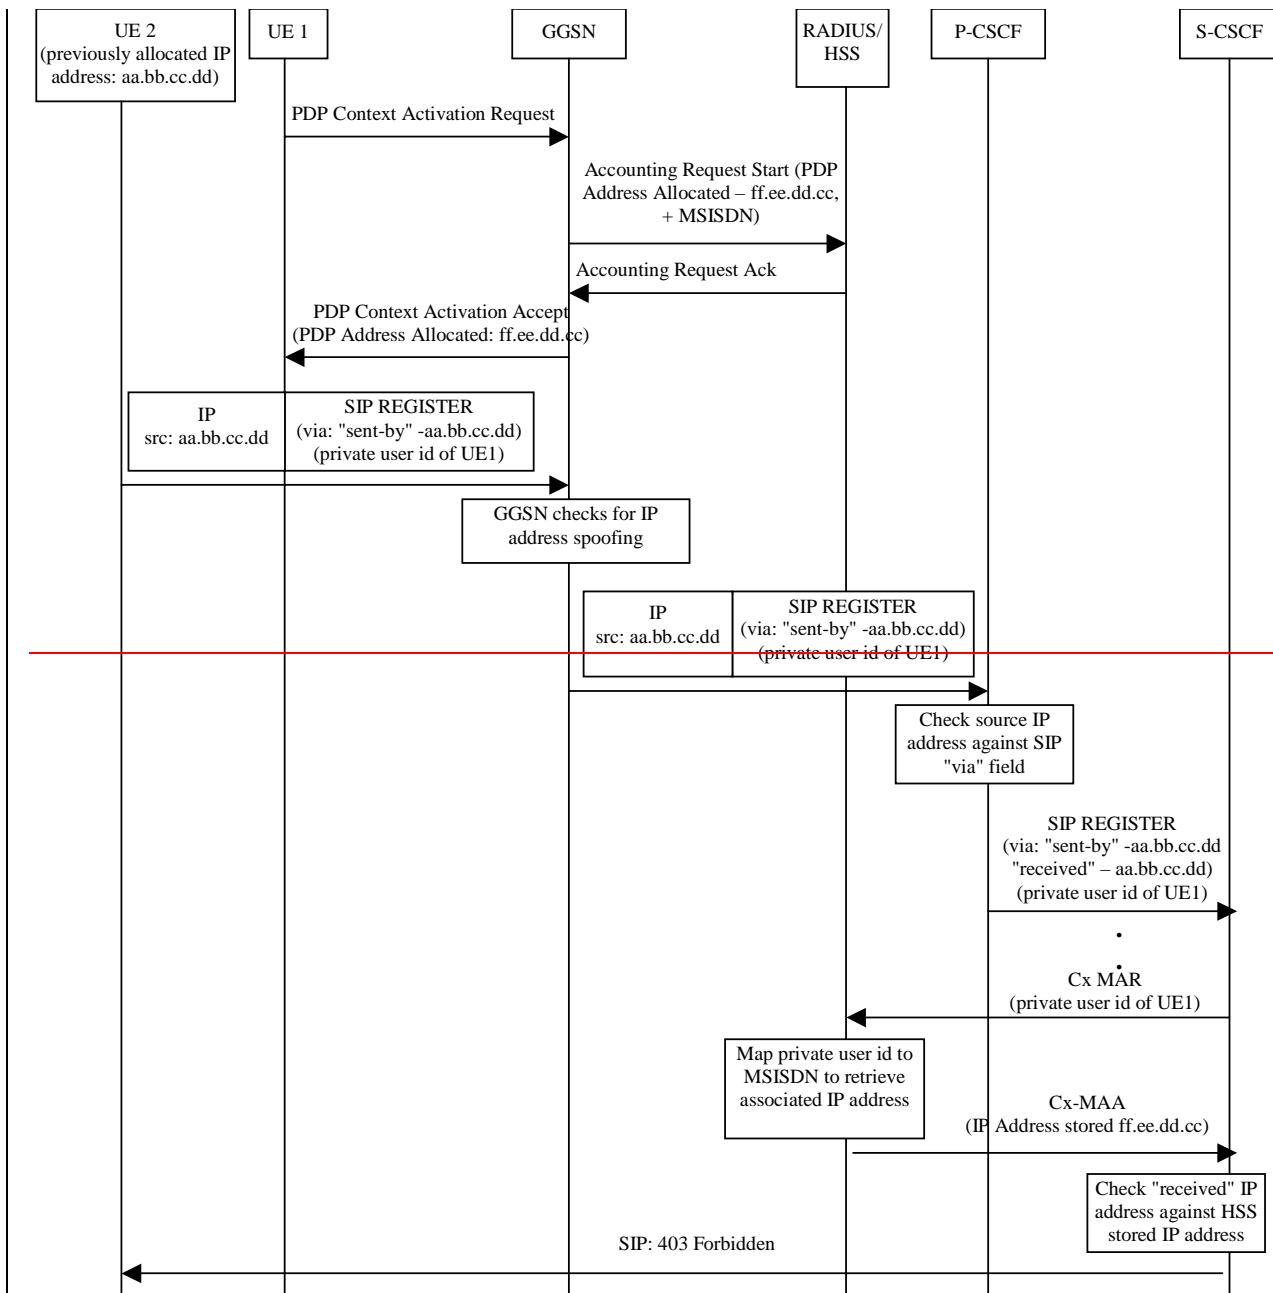 UE 2
(previously allocated IP
address: aa.bb.cc.dd)
UE 1
GGSN
RADIUS/
HSS
P-CSCF
S-CSCF
PDP Context Activation Request
Accounting Request Start (PDP
Address Allocated – ff.ee.dd.cc,
+ MSISDN)
Accounting Request Ack
PDP Context Activation Accept
(PDP Address Allocated: ff.ee.dd.cc)
IP
src: aa.bb.cc.dd
SIP REGISTER
(via: "sent-by" -aa.bb.cc.dd)
(private user id of UE1)
GGSN checks for IP
address spoofing
IP
src: aa.bb.cc.dd
SIP REGISTER
(via: "sent-by" -aa.bb.cc.dd)
(private user id of UE1)
Check source IP
address against SIP
"via" field
SIP REGISTER
(via: "sent-by" -aa.bb.cc.dd
"received" – aa.bb.cc.dd)
(private user id of UE1)
.
.
Cx MAR
(private user id of UE1)
Map private user id to
MSISDN to retrieve
associated IP address
Cx-MAA
(IP Address stored ff.ee.dd.cc)
Check "received" IP
address against HSS
stored IP address
SIP: 403 Forbidden